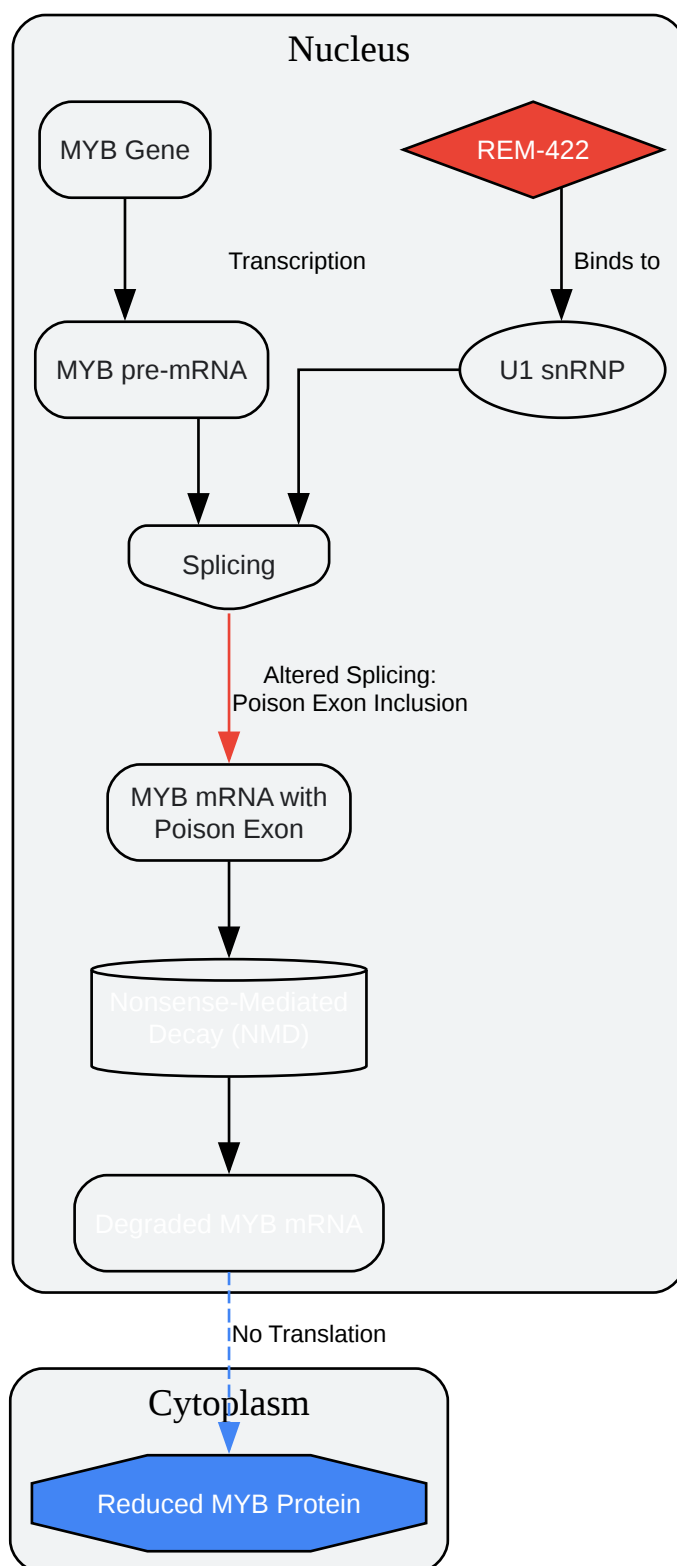 Nucleus
MYB Gene
REM-422
Transcription
Binds to
MYB pre-mRNA
U1 snRNP
Splicing
Altered Splicing:
Poison Exon Inclusion
MYB mRNA with
Poison Exon
Nonsense-Mediated
Decay (NMD)
Degraded MYB mRNA
No Translation
Cytoplasm
Reduced MYB Protein